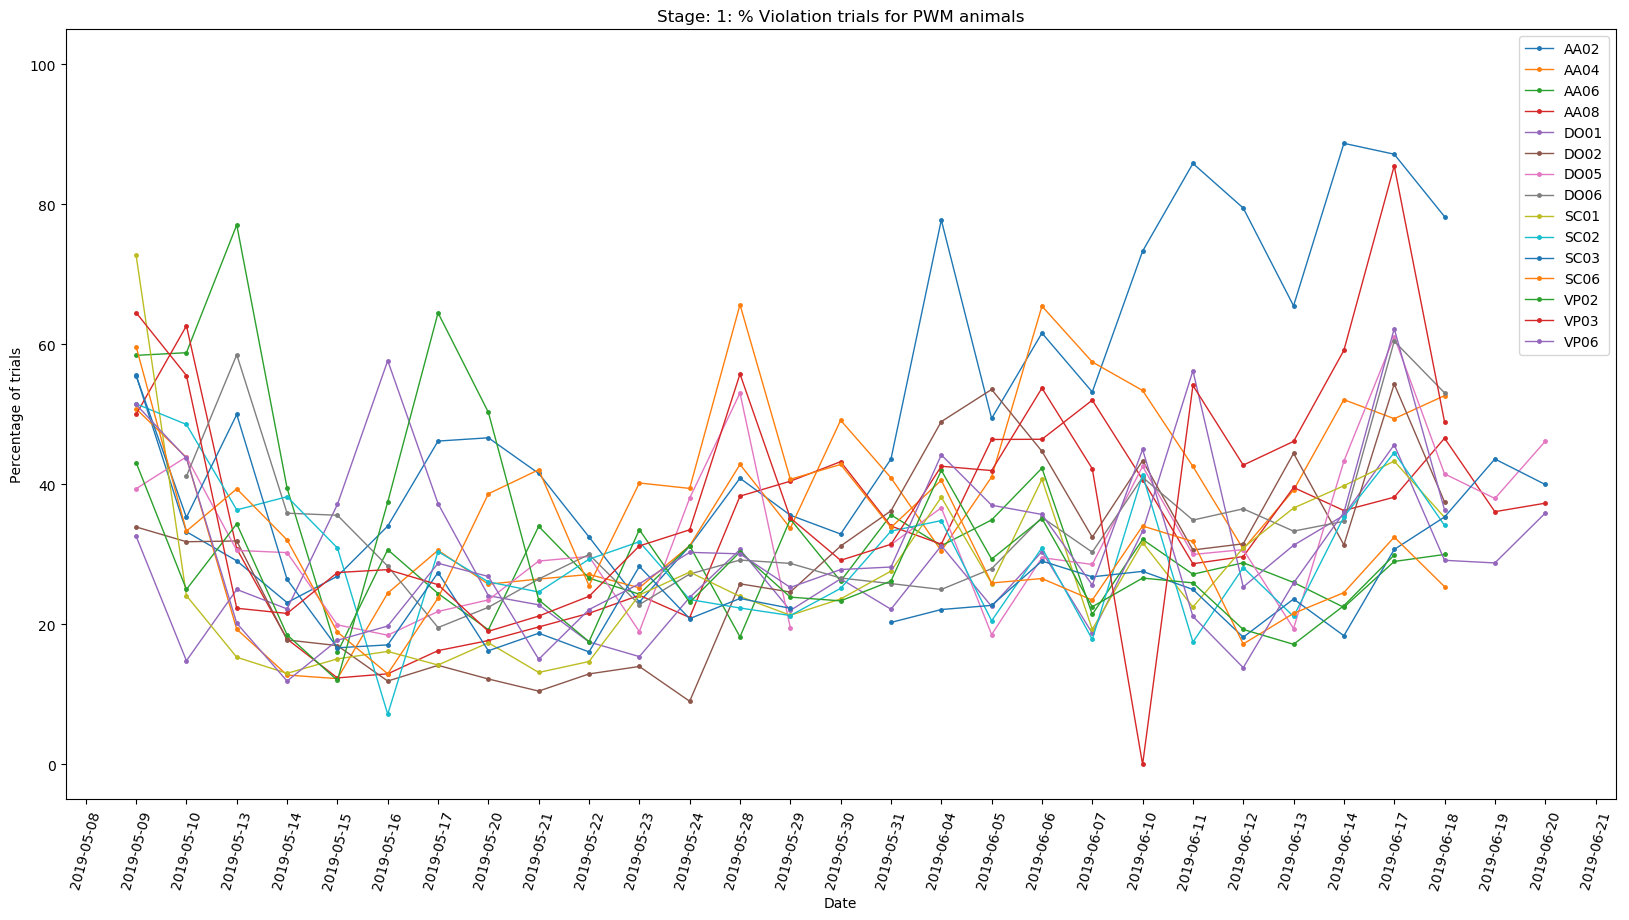 Stage: 1: % Violation trials for PWM animals
100
80
60
40
20
0
Percentage of trials
AA02
AA04
AA06
AA08
DO01
DO02
DO05
DO06
SC01
SC02
SC03
SC06
VP02
VP03
VP06
2019-05-08
2019-05-09
2019-05-10
2019-05-13
2019-05-14
2019-05-15
2019-05-16
2019-05-17
2019-05-20
2019-05-21
2019-05-22
2019-05-23
2019-05-24
2019-05-28
2019-05-29
2019-05-30
2019-05-31
2019-06-04
2019-06-05
2019-06-06
2019-06-07
2019-06-10
2019-06-11
2019-06-12
2019-06-13
2019-06-14
2019-06-17
2019-06-18
2019-06-19
2019-06-20
2019-06-21
Date